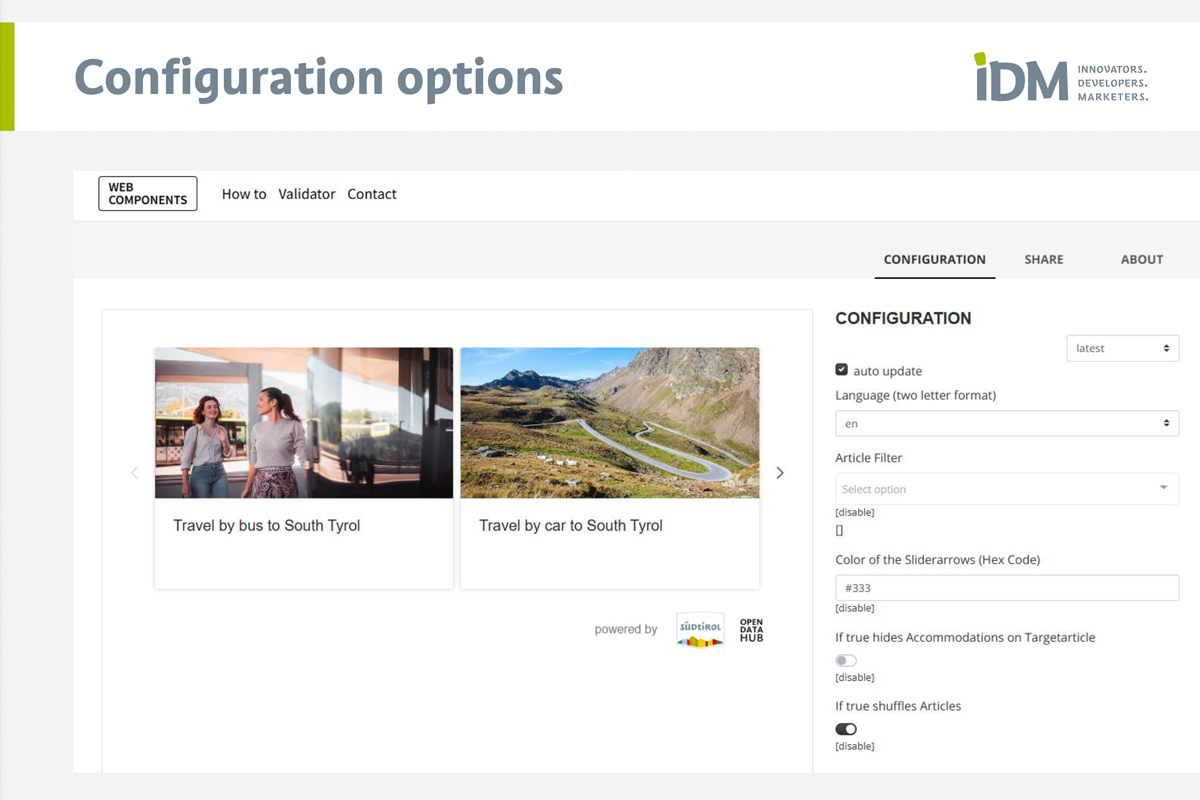 Configuration options
iDM
INNOVATORS.
DEVELOPERS.
MARKETERS.
WEB
COMPONENTS
How to Validator Contact
CONFIGURATION SHARE ABOUT
CONFIGURATION
latest
auto update
Language (two letter format)
en
Article Filter
Select option
[disable]
[]
Color of the Sliderarrows (Hex Code)
#333
[disable]
If true hides Accommodations on Targetarticle
[disable]
If true shuffles Articles
[disable]
Travel by bus to South Tyrol
Travel by car to South Tyrol
powered by
SÜDTIROL
OPEN
DATA
HUB